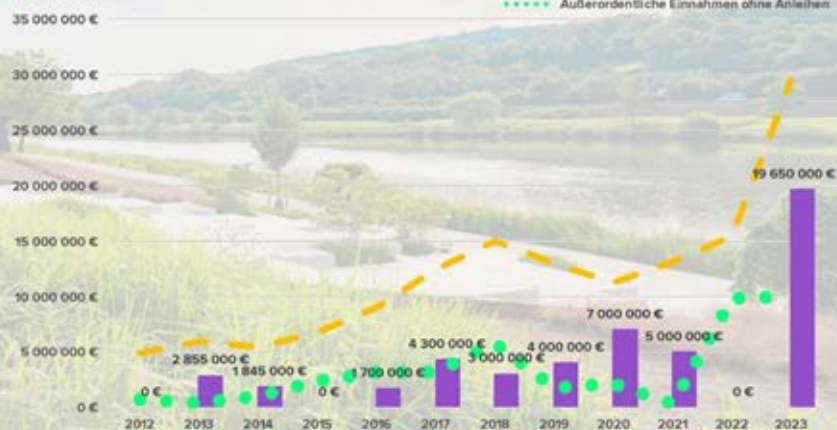 Außerordentliche Einnahmen ohne Anleihen
35 000 000 €
30 000 000 €
25 000 000 €
20 000 000 €
19 650 000 €
15 000 000 €
10 000 000 €
7 000 000 €
5 000 000 €
2 855 000 €
4 300 000 €
3 000 000 €
4 000 000 €
5 000 000 €
0 €
1 845 000 €
0 €
1 700 000 €
0 €
0 €
2012 2013 2014 2015 2016 2017 2018 2019 2020 2021 2022 2023